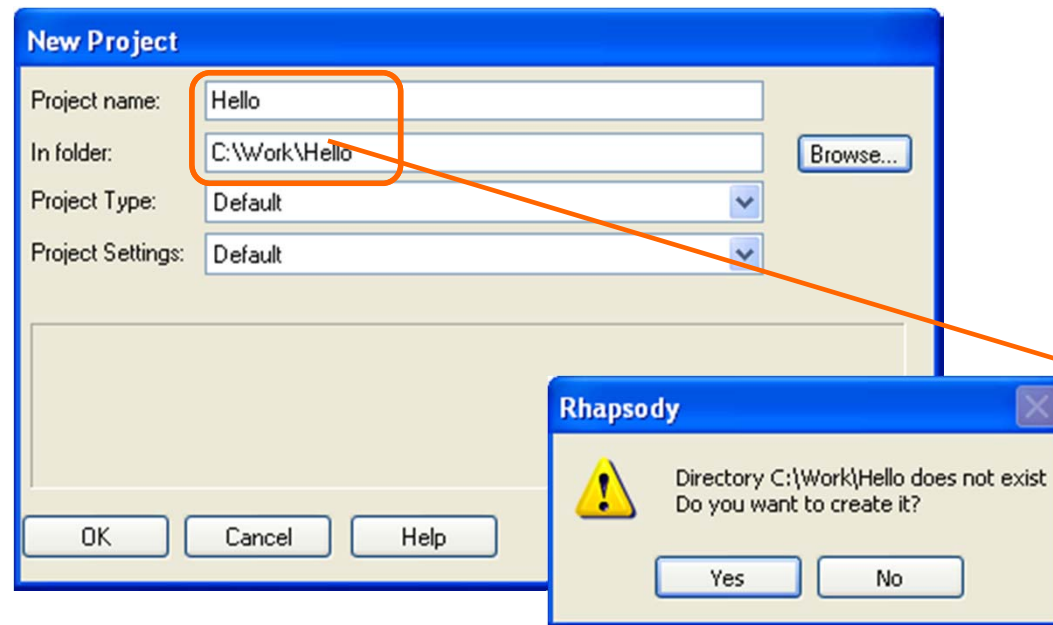 New Project
Project name: Hello
In folder: C:\Work\Hello Browse...
Project Type: Default
Project Settings: Default
OK Cancel Help
Rhapsody
Directory C:\Work\Hello does not exist
Do you want to create it?
Yes No